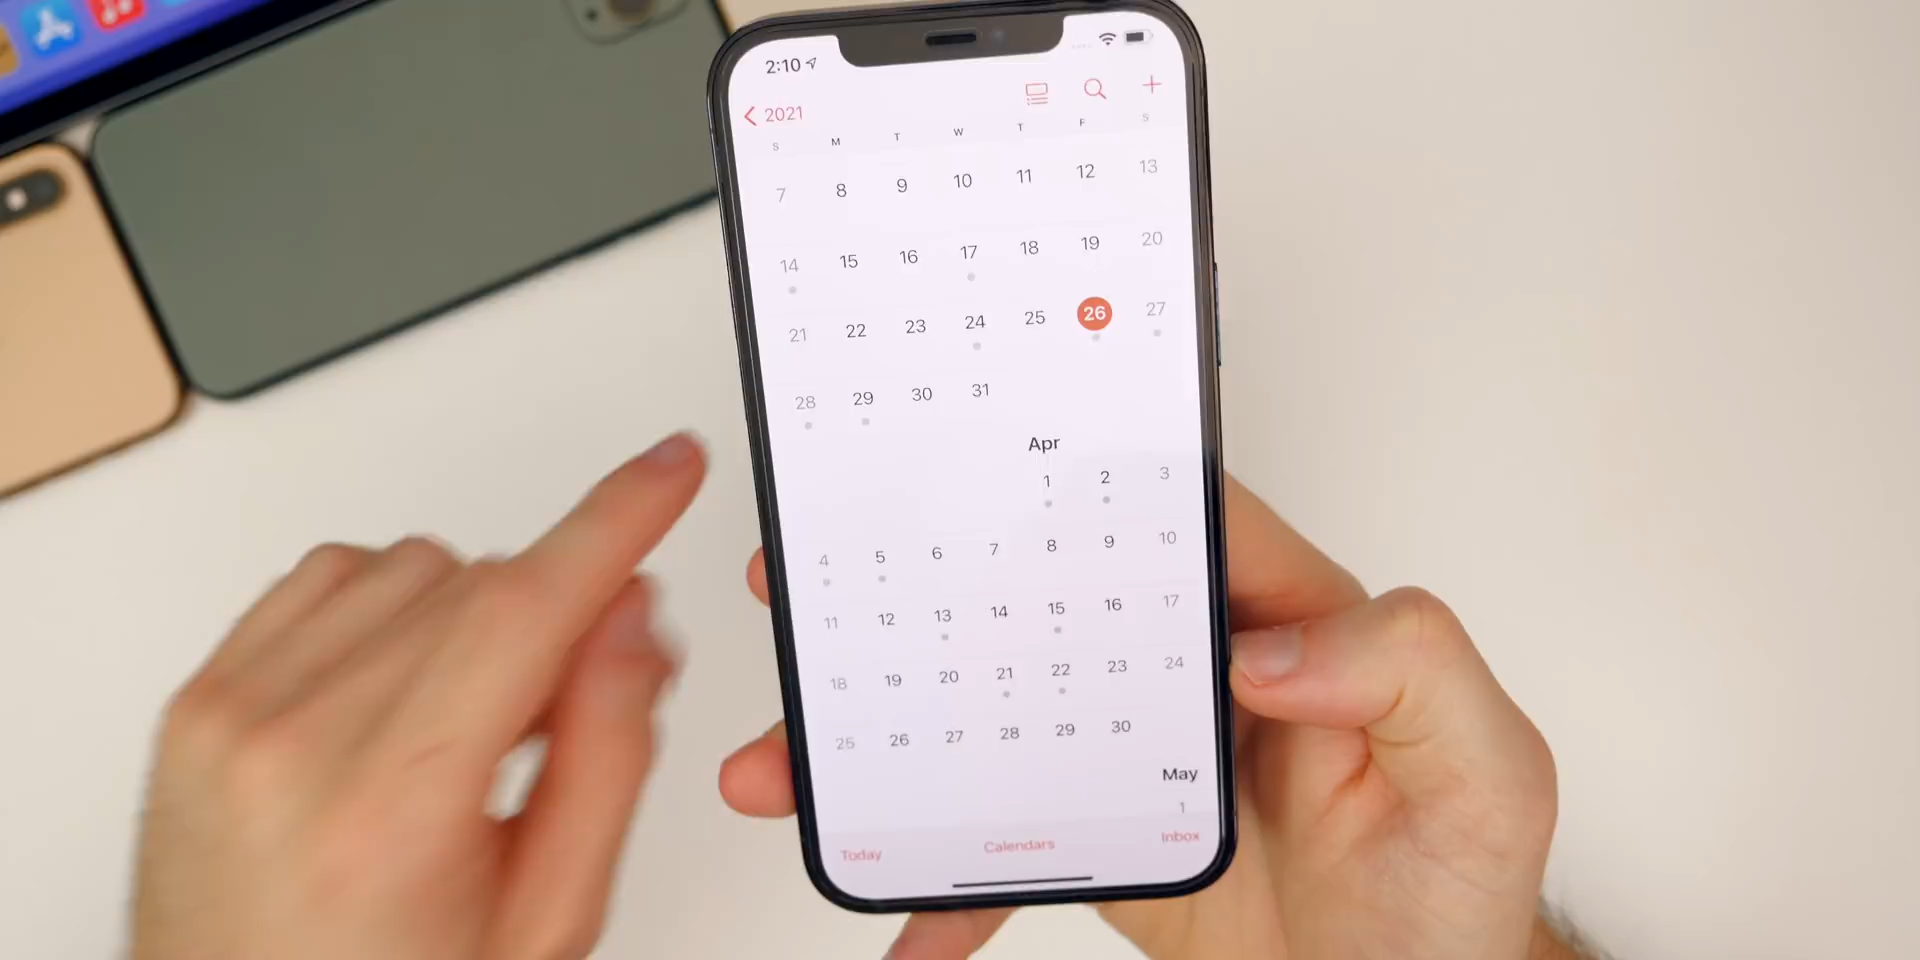 2:10
2021
S M T W T F S
7 8 9 10 11 12 13
14 15 16 17 18 19 20
21 22 23 24 25 26 27
28 29 30 31
Apr
1 2 3
4 5 6 7 8 9 10
11 12 13 14 15 16 17
18 19 20 21 22 23 24
25 26 27 28 29 30
May
1
Today Calendars Inbox